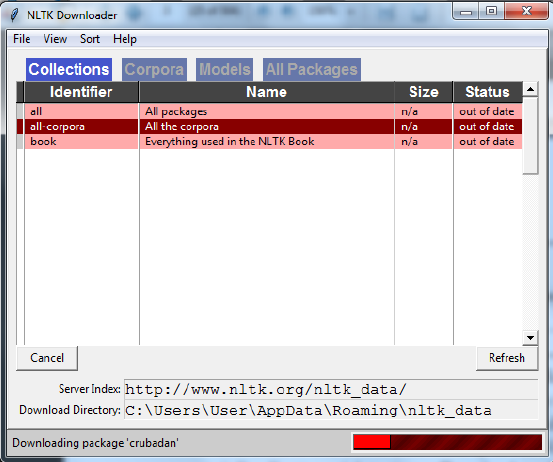 NLTK Downloader
File View Sort Help
Collections Corpora Models All Packages
Identifier Name Size Status
all All packages n/a out of date
all-corpora All the corpora n/a out of date
book Everything used in the NLTK Book n/a out of date
Cancel Refresh
Server Index: http://www.nltk.org/nltk_data/
Download Directory: C:\Users\User\AppData\Roaming\nltk_data
Downloading package 'crubadan'